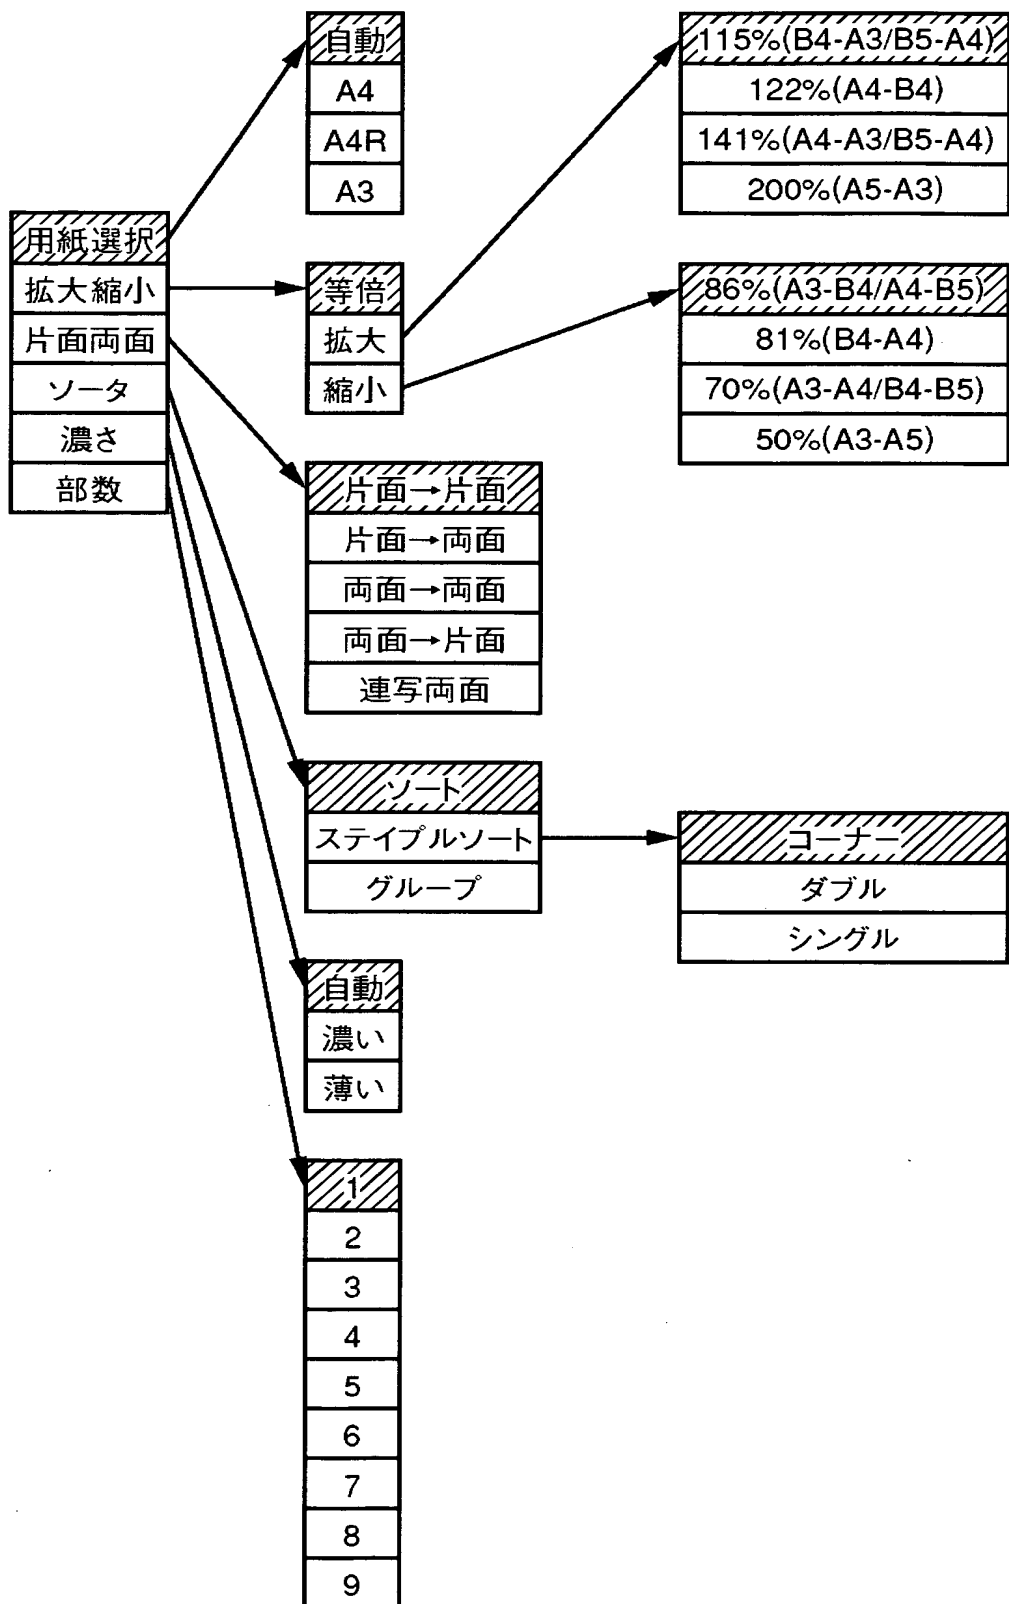 用紙選択
拡大縮小
片面両面
ソータ
濃さ
部数
自動
A4
A4R
A3
等倍
拡大
縮小
片面→片面
片面→両面
両面→両面
両面→片面
連写両面
ソート
ステイプルソート
グループ
自動
濃い
薄い
1
2
3
4
5
6
7
8
9
115%(B4-A3/B5-A4)
122%(A4-B4)
141%(A4-A3/B5-A4)
200%(A5-A3)
86%(A3-B4/A4-B5)
81%(B4-A4)
70%(A3-A4/B4-B5)
50%(A3-A5)
コーナー
ダブル
シングル